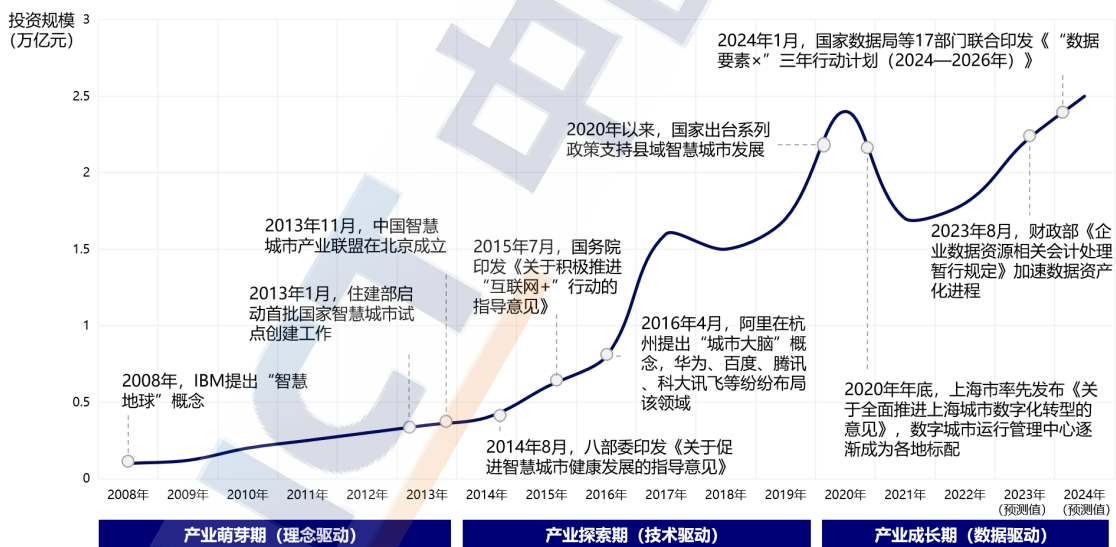 投资规模
（万亿元）
3
2.5
2
1.5
1
0.5
0
2024年1月，国家数据局等17部门联合印发《“数据
要素×”三年行动计划（2024—2026年）》
2020年以来，国家出台系列
政策支持县域智慧城市发展
2013年11月，中国智慧
城市产业联盟在北京成立
2015年7月，国务院
印发《关于积极推进
“互联网+”行动的
指导意见》
2023年8月，财政部《企
业数据资源相关会计处理
暂行规定》加速数据资产
化进程
2013年1月，住建部启
动首批国家智慧城市试
点创建工作
2016年4月，阿里在杭
州提出“城市大脑”概
念，华为、百度、腾讯
、科大讯飞等纷纷布局
该领域
2008年，IBM提出“智慧
地球”概念
2020年年底，上海市率先发布《关
于全面推进上海城市数字化转型的
意见》，数字城市运行管理中心逐
渐成为各地标配
2014年8月，八部委印发《关于促
进智慧城市健康发展的指导意见》
2008年 2009年 2010年 2011年 2012年 2013年 2014年 2015年 2016年 2017年 2018年 2019年 2020年 2021年 2022年 2023年 2024年
（预测值） （预测值）
产业萌芽期（理念驱动） 产业探索期（技术驱动） 产业成长期（数据驱动）
ICT